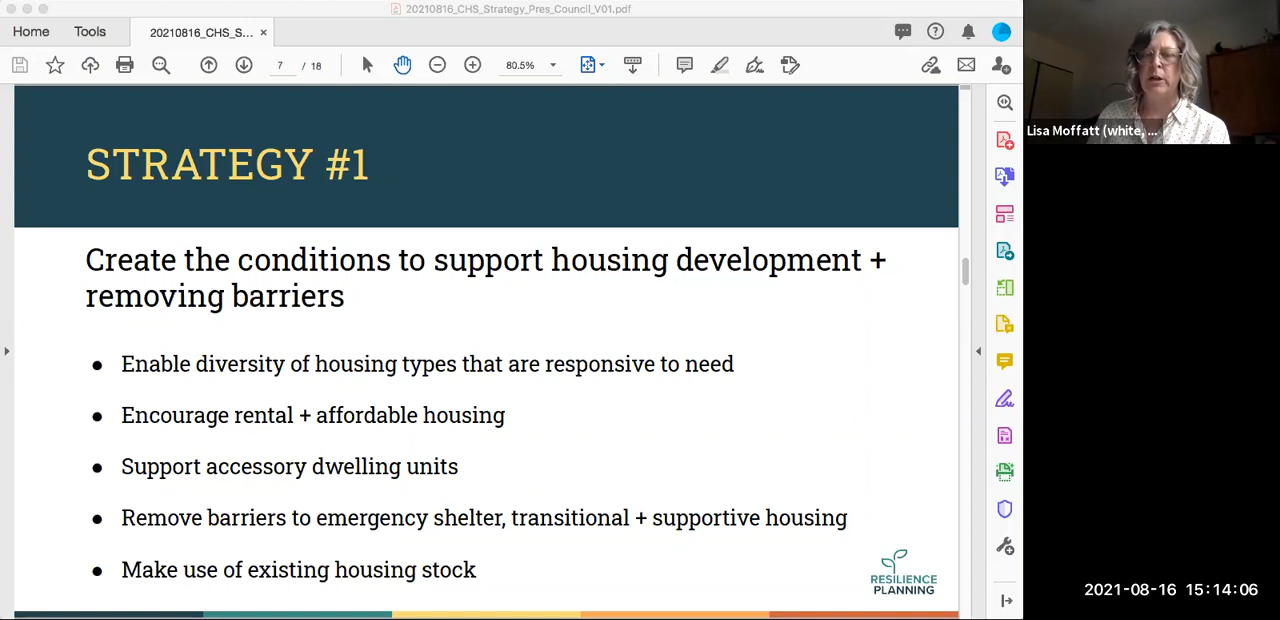 20210816_CHS_Strategy_Pres_Council_V01.pdf
Home Tools 20210816_CHS_S... ×
7 / 18 80.5%
Lisa Moffatt (white, ...
STRATEGY #1
Create the conditions to support housing development +
removing barriers
● Enable diversity of housing types that are responsive to need
● Encourage rental + affordable housing
● Support accessory dwelling units
● Remove barriers to emergency shelter, transitional + supportive housing
● Make use of existing housing stock
RESILIENCE
PLANNING
2021-08-16 15:14:06